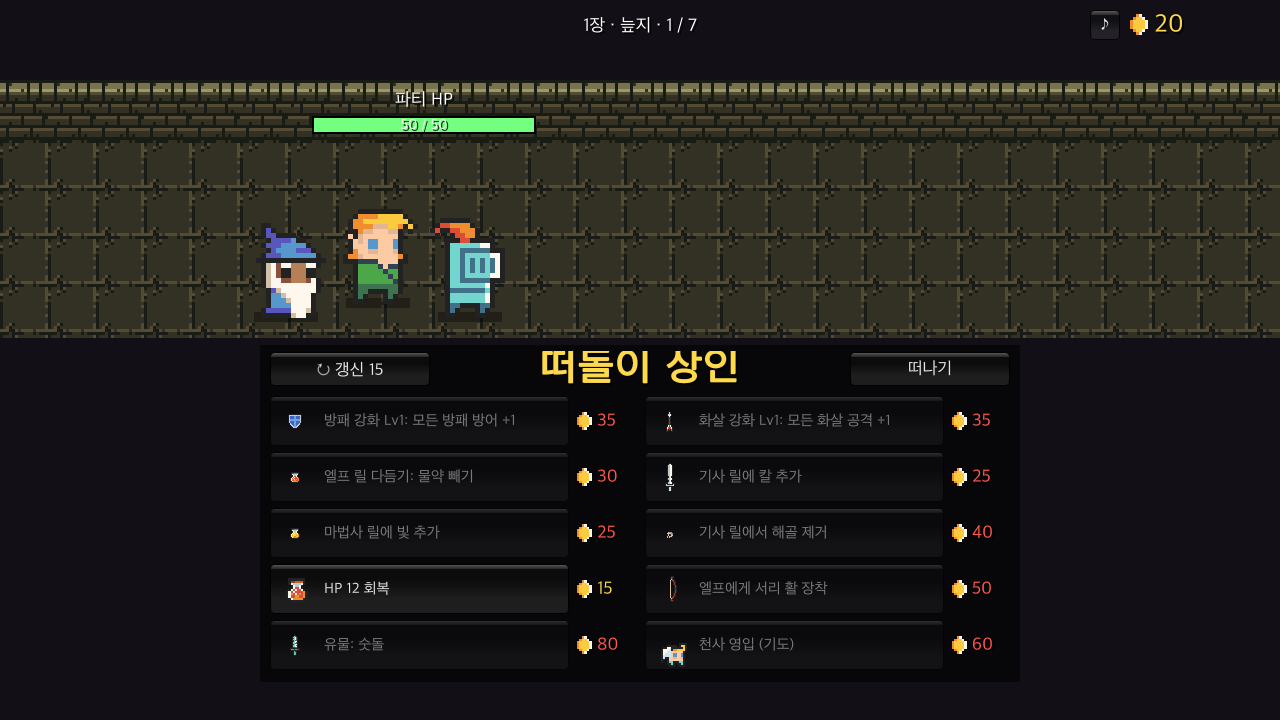 1장 · 늪지 · 1 / 7
♪
20
파티 HP
50 / 50
↻ 갱신 15
떠돌이 상인
떠나기
방패 강화 Lv1: 모든 방패 방어 +1
35
화살 강화 Lv1: 모든 화살 공격 +1
35
엘프 릴 다듬기: 물약 빼기
30
기사 릴에 칼 추가
25
마법사 릴에 빛 추가
25
기사 릴에서 해골 제거
40
HP 12 회복
15
엘프에게 서리 활 장착
50
유물: 숫돌
80
천사 영입 (기도)
60